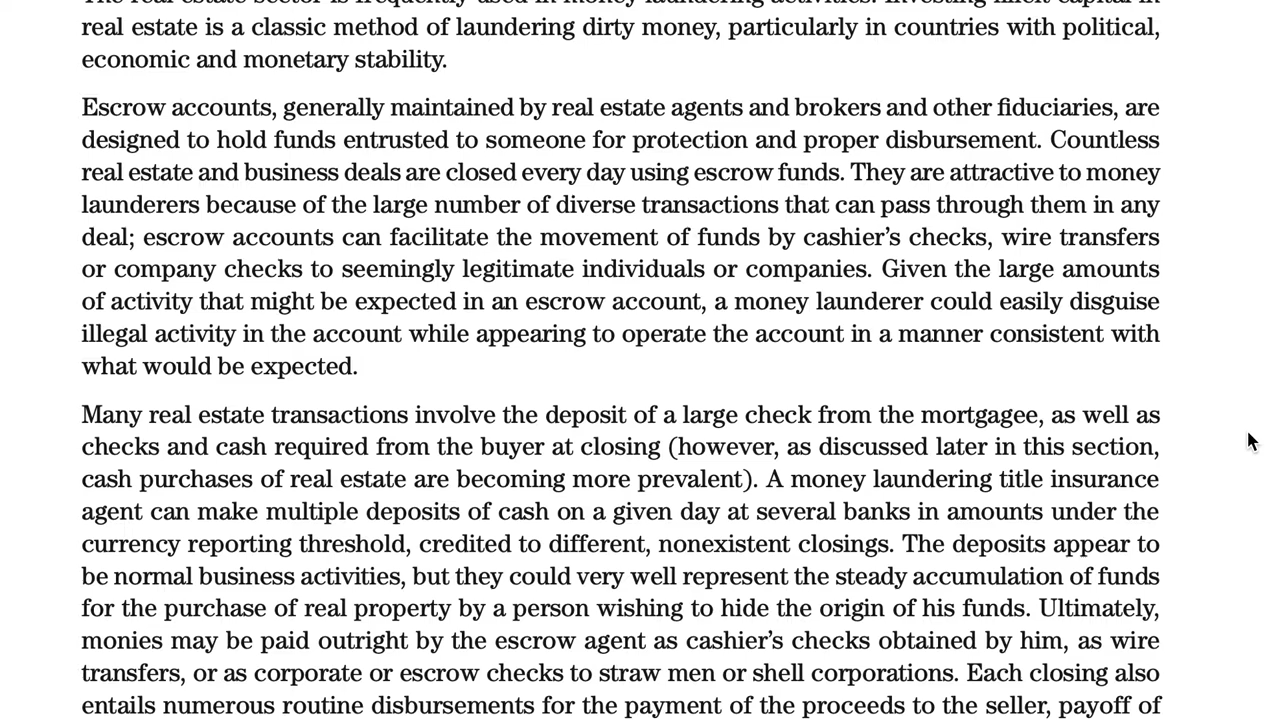 The real estate sector is frequently used in money laundering activities. Investing illicit capital in
real estate is a classic method of laundering dirty money, particularly in countries with political,
economic and monetary stability.
Escrow accounts, generally maintained by real estate agents and brokers and other fiduciaries, are
designed to hold funds entrusted to someone for protection and proper disbursement. Countless
real estate and business deals are closed every day using escrow funds. They are attractive to money
launderers because of the large number of diverse transactions that can pass through them in any
deal; escrow accounts can facilitate the movement of funds by cashier’s checks, wire transfers
or company checks to seemingly legitimate individuals or companies. Given the large amounts
of activity that might be expected in an escrow account, a money launderer could easily disguise
illegal activity in the account while appearing to operate the account in a manner consistent with
what would be expected.
Many real estate transactions involve the deposit of a large check from the mortgagee, as well as
checks and cash required from the buyer at closing (however, as discussed later in this section,
cash purchases of real estate are becoming more prevalent). A money laundering title insurance
agent can make multiple deposits of cash on a given day at several banks in amounts under the
currency reporting threshold, credited to different, nonexistent closings. The deposits appear to
be normal business activities, but they could very well represent the steady accumulation of funds
for the purchase of real property by a person wishing to hide the origin of his funds. Ultimately,
monies may be paid outright by the escrow agent as cashier’s checks obtained by him, as wire
transfers, or as corporate or escrow checks to straw men or shell corporations. Each closing also
entails numerous routine disbursements for the payment of the proceeds to the seller, payoff of